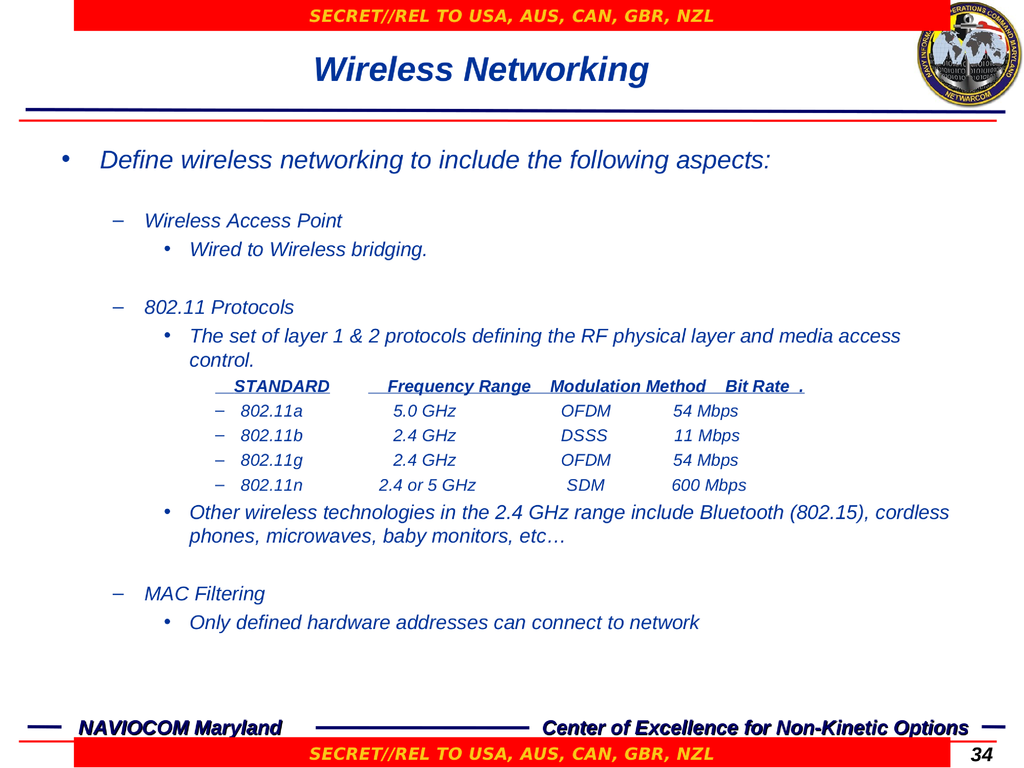 SECRET//REL TO USA, AUS, CAN, GBR, NZL
Wireless Networking
• Define wireless networking to include the following aspects:
– Wireless Access Point
• Wired to Wireless bridging.
– 802.11 Protocols
• The set of layer 1 & 2 protocols defining the RF physical layer and media access
control.
STANDARD Frequency Range Modulation Method Bit Rate .
– 802.11a 5.0 GHz OFDM 54 Mbps
– 802.11b 2.4 GHz DSSS 11 Mbps
– 802.11g 2.4 GHz OFDM 54 Mbps
– 802.11n 2.4 or 5 GHz SDM 600 Mbps
• Other wireless technologies in the 2.4 GHz range include Bluetooth (802.15), cordless
phones, microwaves, baby monitors, etc…
– MAC Filtering
• Only defined hardware addresses can connect to network
NAVIOCOM Maryland Center of Excellence for Non-Kinetic Options
SECRET//REL TO USA, AUS, CAN, GBR, NZL
34
NETWARCOM